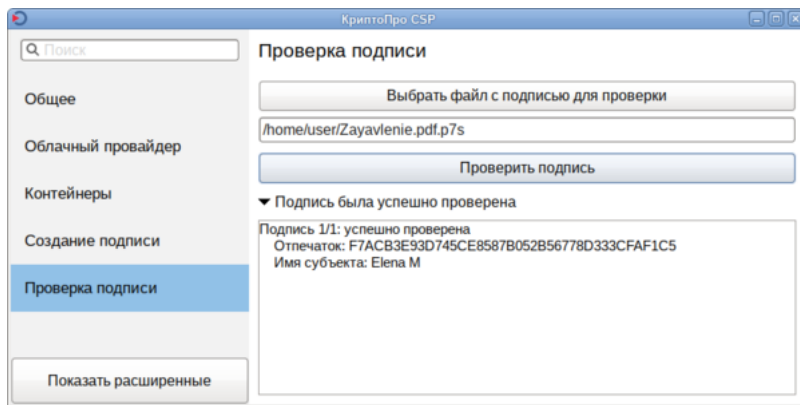 КриптоПро CSP
Поиск
Общее
Облачный провайдер
Контейнеры
Создание подписи
Проверка подписи
Показать расширенные
Проверка подписи
Выбрать файл с подписью для проверки
/home/user/Zayavlenie.pdf.p7s
Проверить подпись
Подпись была успешно проверена
Подпись 1/1: успешно проверена
Отпечаток: F7ACB3E93D745CE8587B052B56778D333CFAF1C5
Имя субъекта: Elena M